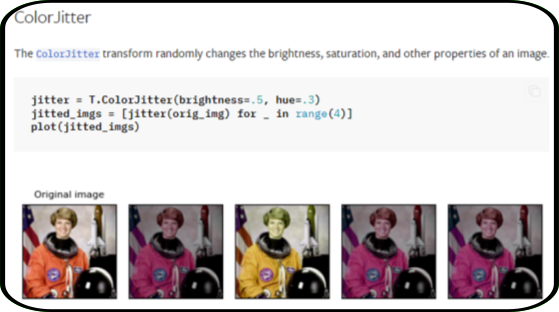 ColorJitter
The ColorJitter transform randomly changes the brightness, saturation, and other properties of an image.
jitter = T.ColorJitter(brightness=.5, hue=.3)
jitted_imgs = [jitter(orig_img) for _ in range(4)]
plot(jitted_imgs)
Original image